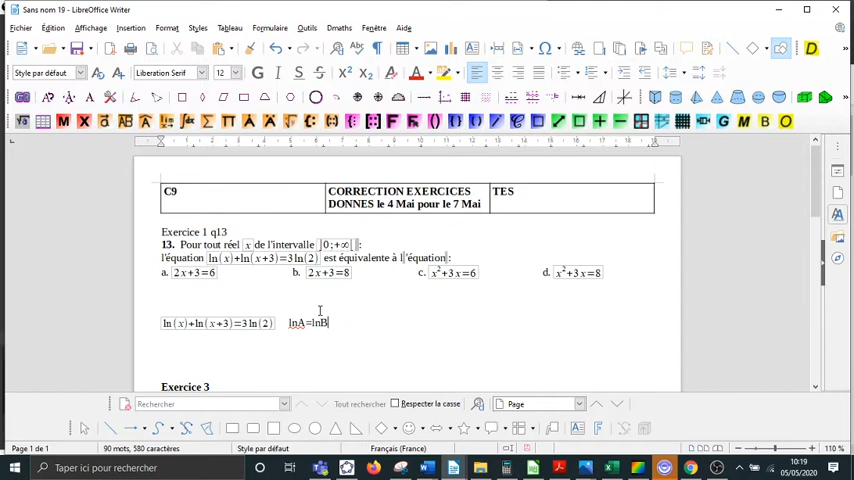 Sans nom 19 - LibreOffice Writer
Fichier Édition Affichage Insertion Format Styles Tableau Formulaire Outils Dmaths Fenêtre Aide
Style par défaut Liberation Serif 12
C9 CORRECTION EXERCICES TES
DONNES le 4 Mai pour le 7 Mai
Exercice 1 q13
13. Pour tout réel x de l'intervalle ]0;+∞[ :
l'équation ln(x)+ln(x+3)=3ln(2) est équivalente à l'équation :
a. 2x+3=6 b. 2x+3=8 c. x²+3x=6 d. x²+3x=8
ln(x)+ln(x+3)=3ln(2) lnA=lnB
Exercice 3
Rechercher Tout rechercher Respecter la casse Page
Page 1 de 1 90 mots, 580 caractères Style par défaut Français (France) 110 %
Taper ici pour rechercher
10:19
05/05/2020